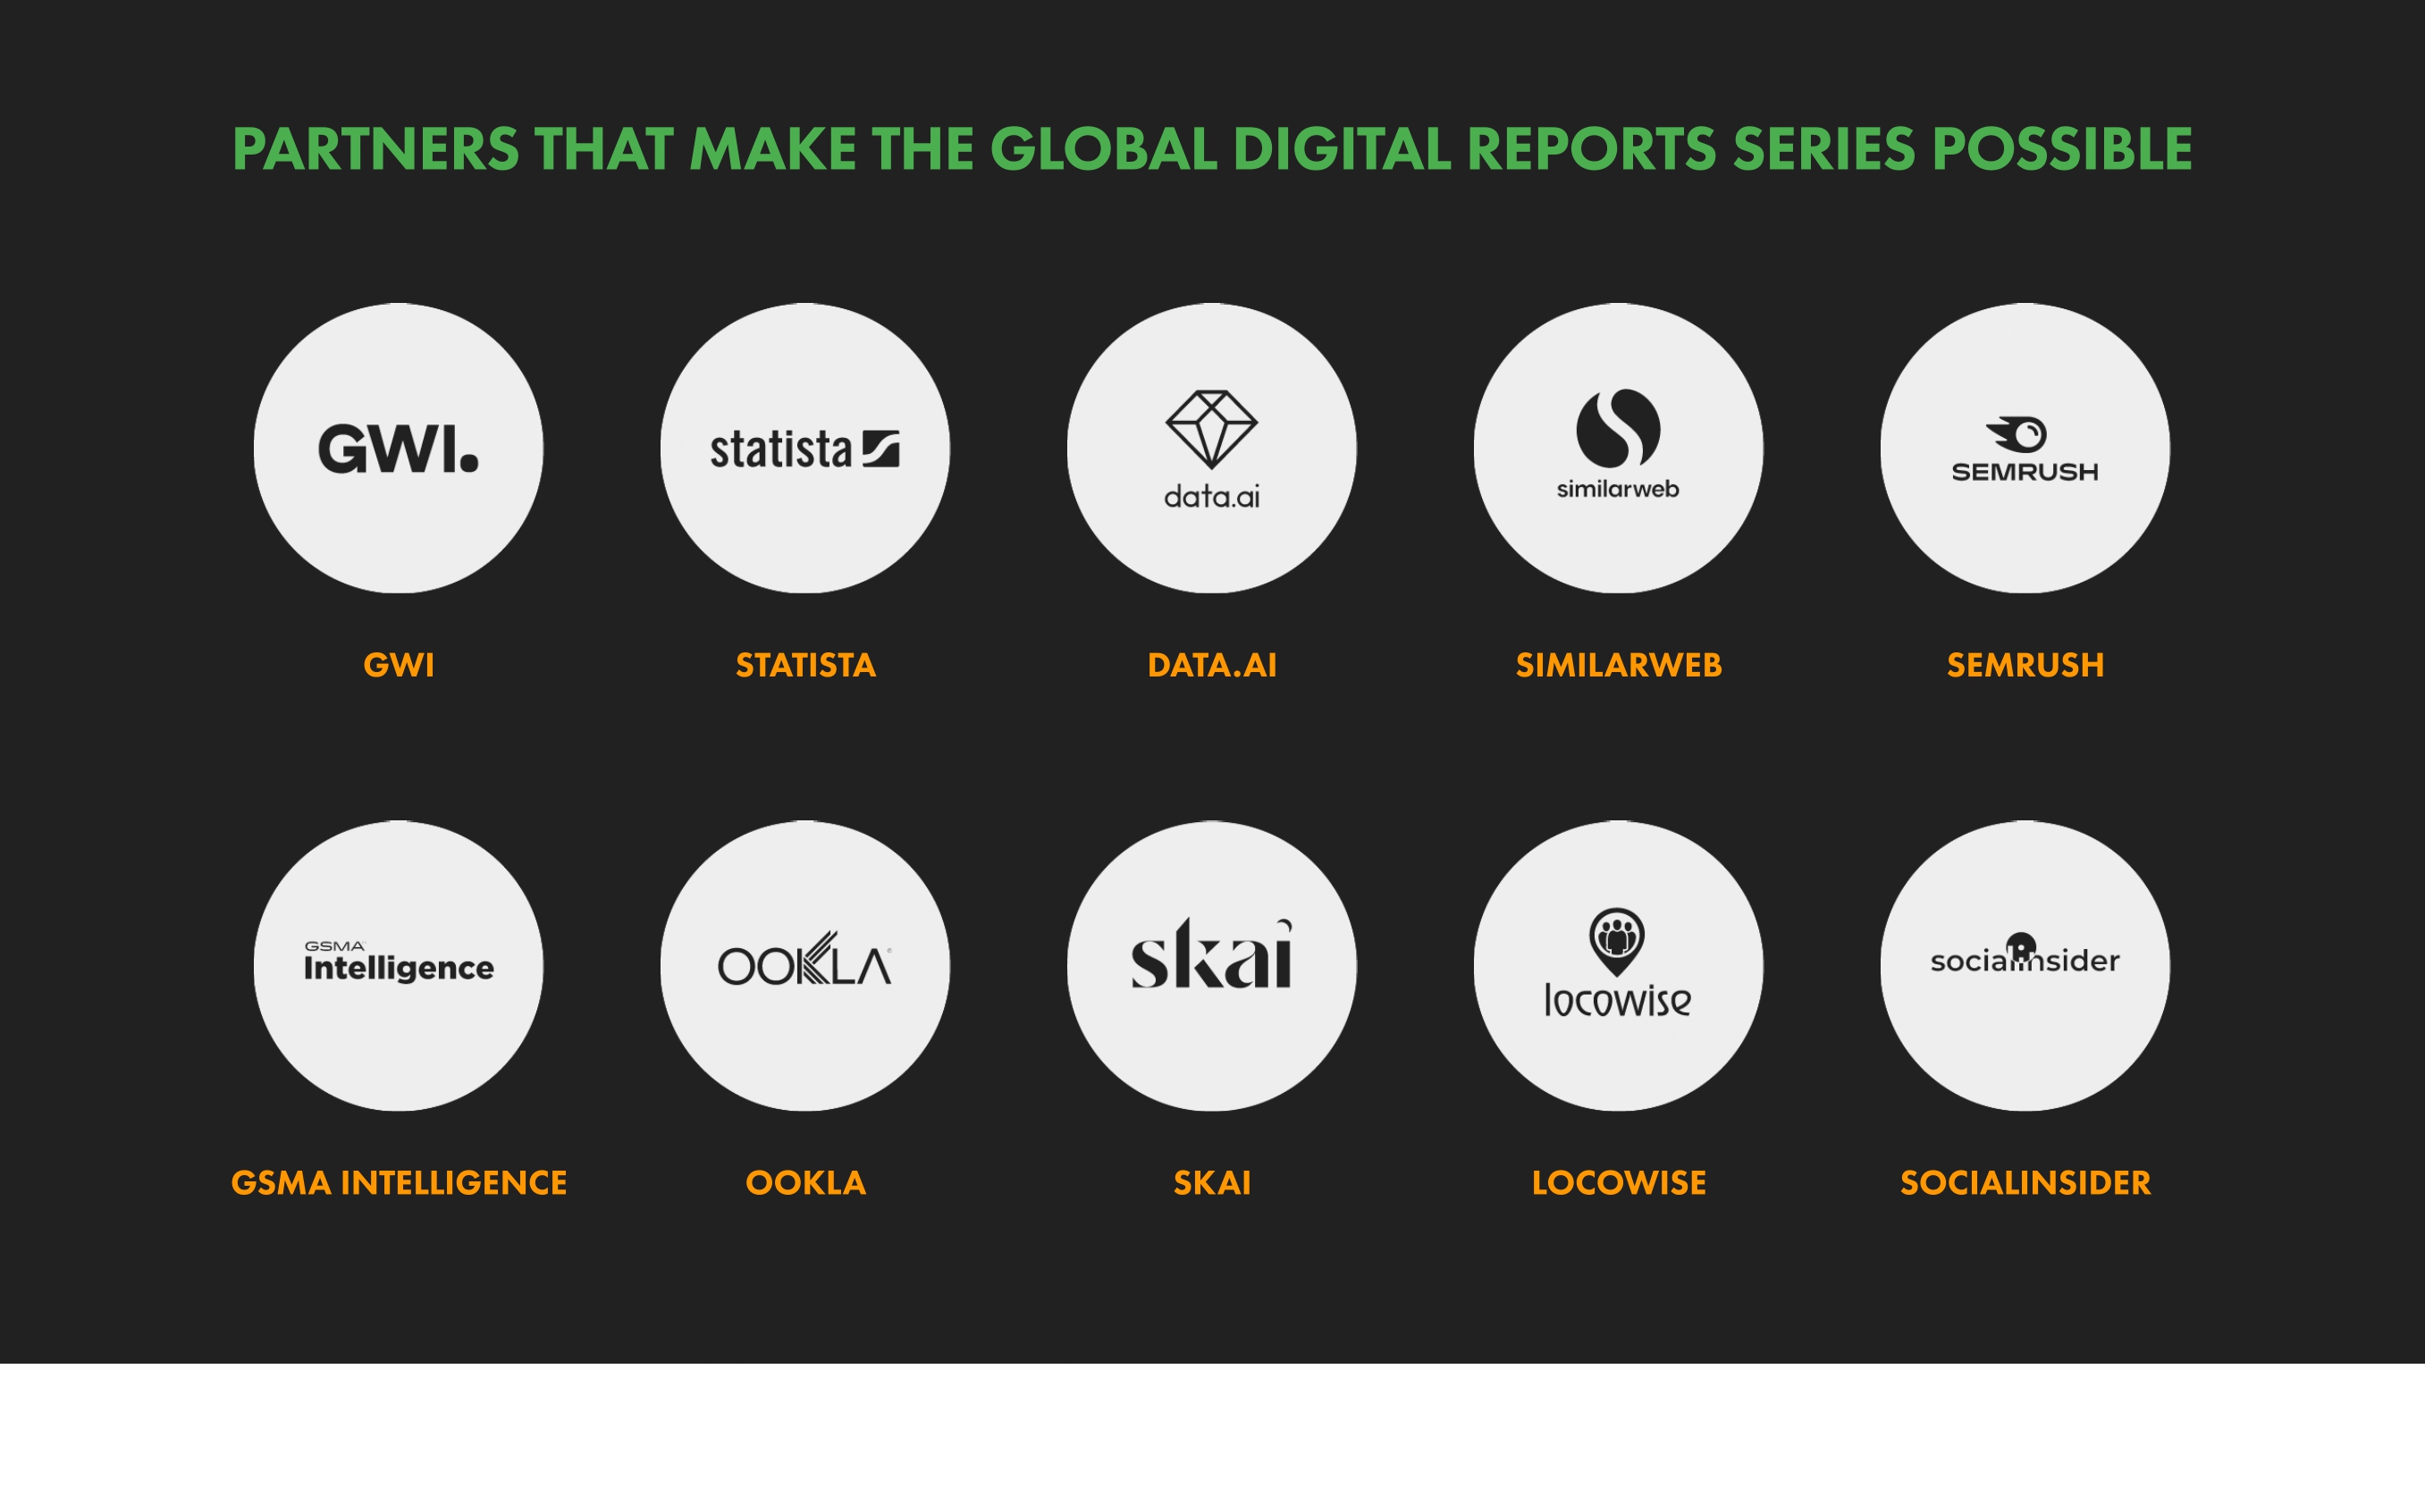 PARTNERS THAT MAKE THE GLOBAL DIGITAL REPORTS SERIES POSSIBLE
GWI.
statista
data.ai
similarweb
SEMRUSH
GWI
STATISTA
DATA.AI
SIMILARWEB
SEMRUSH
GSMA
Intelligence
OOKLA
skai
locowise
socialinsider
GSMA INTELLIGENCE
OOKLA
SKAI
LOCOWISE
SOCIALINSIDER